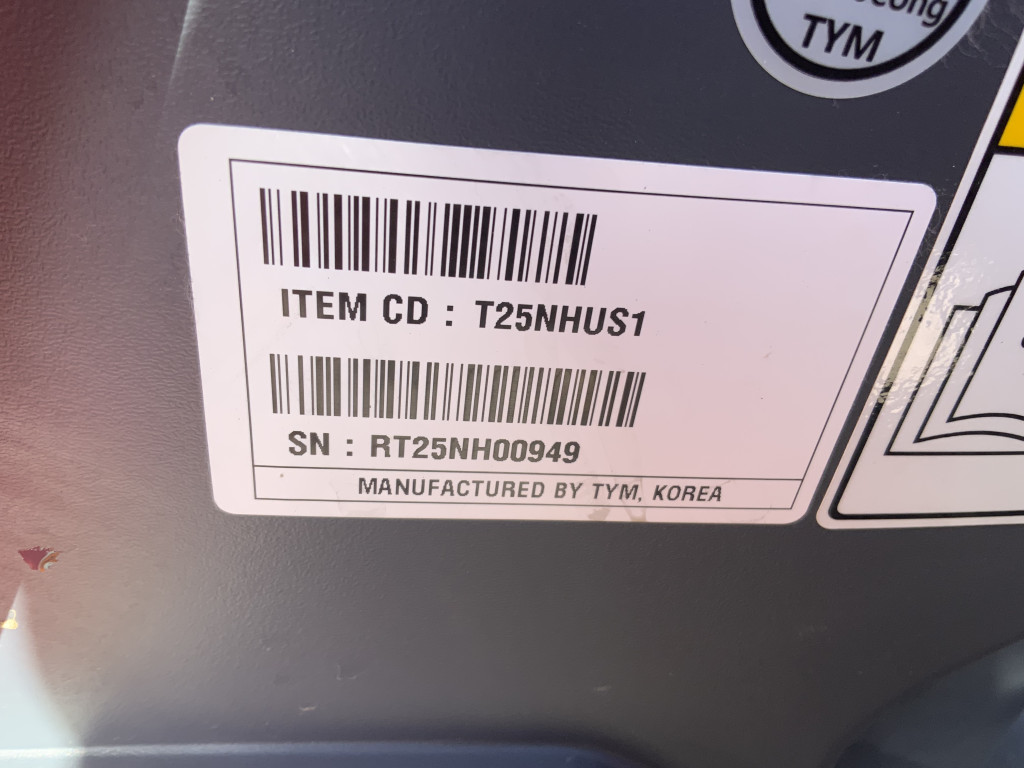 TYM
ITEM CD : T25NHUS1
SN : RT25NH00949
MANUFACTURED BY TYM, KOREA